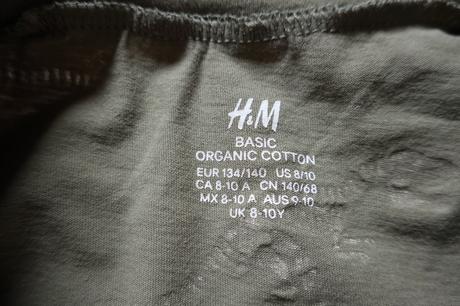 H&M
BASIC
ORGANIC COTTON
EUR 134/140 US 8/10
CA 8-10 A CN 140/68
MX 8-10 A AUS 9-10
UK 8-10Y